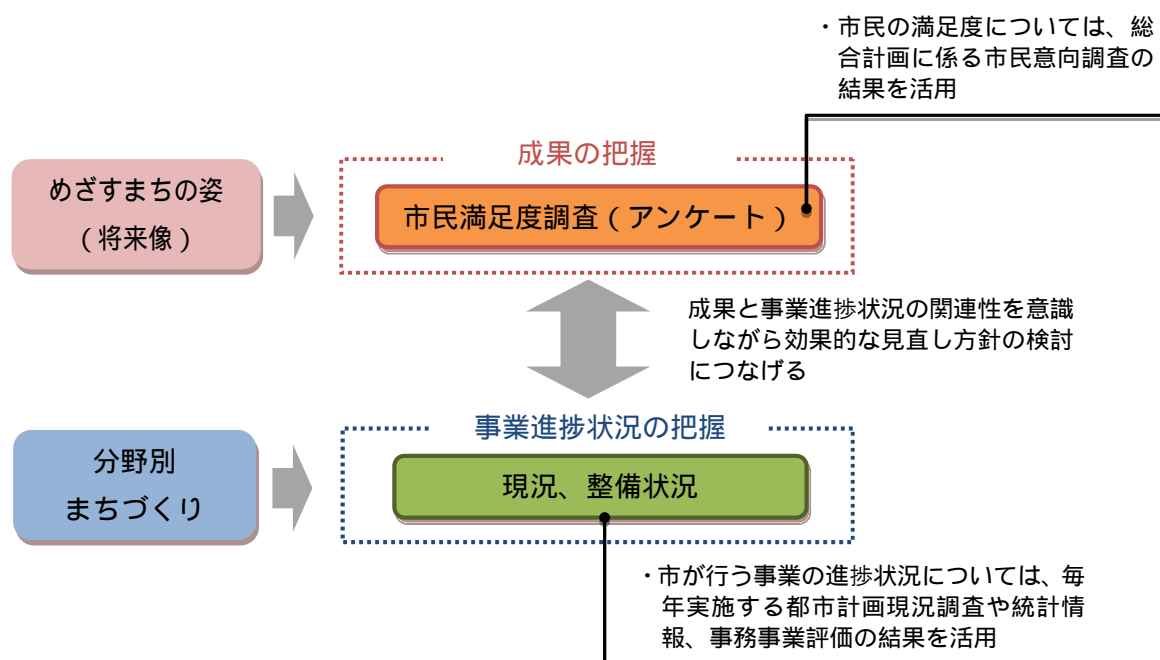 ・市民の満足度については、総
合計画に係る市民意向調査の
結果を活用
成果の把握
めざすまちの姿
(将来像)
市民満足度調査(アンケート)
成果と事業進捗状況の関連性を意識
しながら効果的な見直し方針の検討
につなげる
事業進捗状況の把握
分野別
まちづくり
現況、整備状況
・市が行う事業の進捗状況については、毎
年実施する都市計画現況調査や統計情
報、事務事業評価の結果を活用